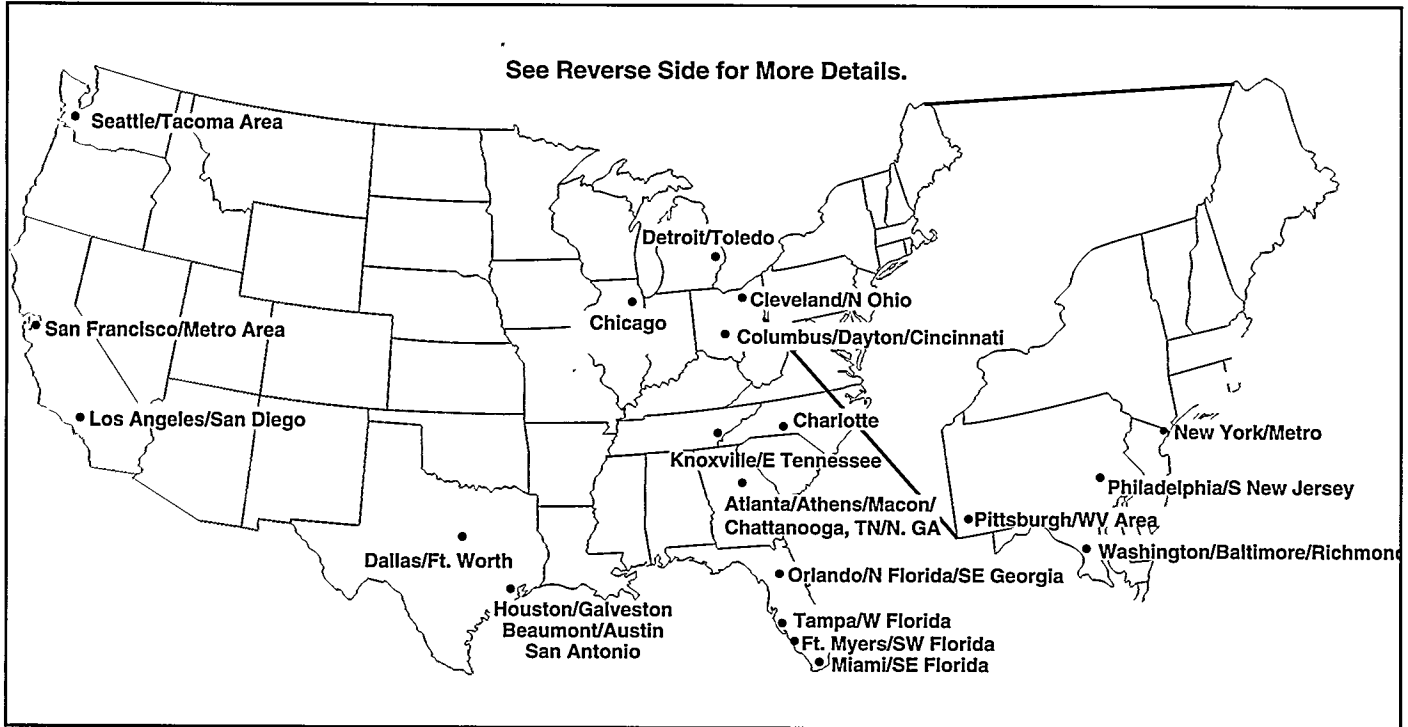 See Reverse Side for More Details.
Seattle/Tacoma Area
Detroit/Toledo
Cleveland/N Ohio
Chicago
Columbus/Dayton/Cincinnati
San Francisco/Metro Area
Los Angeles/San Diego
Charlotte
New York/Metro
Knoxville/E Tennessee
Philadelphia/S New Jersey
Atlanta/Athens/Macon/
Chattanooga, TN/N. GA
Pittsburgh/WV Area
Washington/Baltimore/Richmond
Dallas/Ft. Worth
Orlando/N Florida/SE Georgia
Houston/Galveston
Beaumont/Austin
San Antonio
Tampa/W Florida
Ft. Myers/SW Florida
Miami/SE Florida